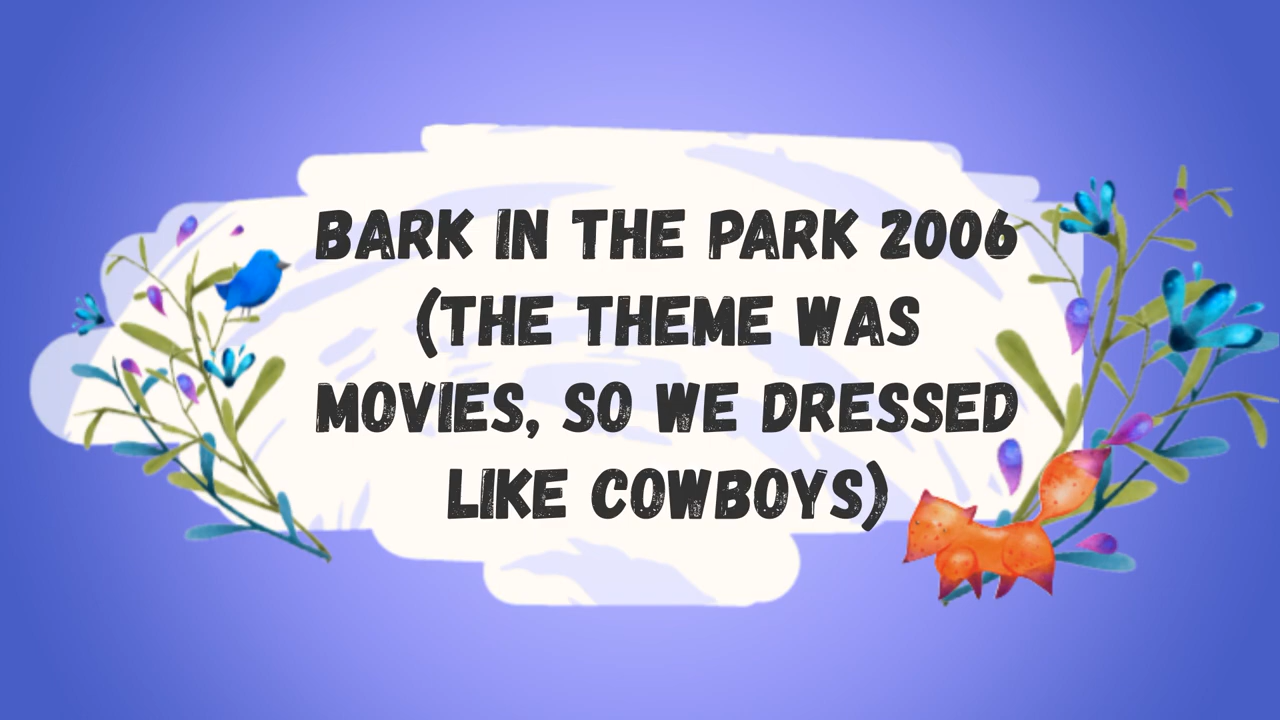 BARK IN THE PARK 2006
(THE THEME WAS
MOVIES, SO WE DRESSED
LIKE COWBOYS)